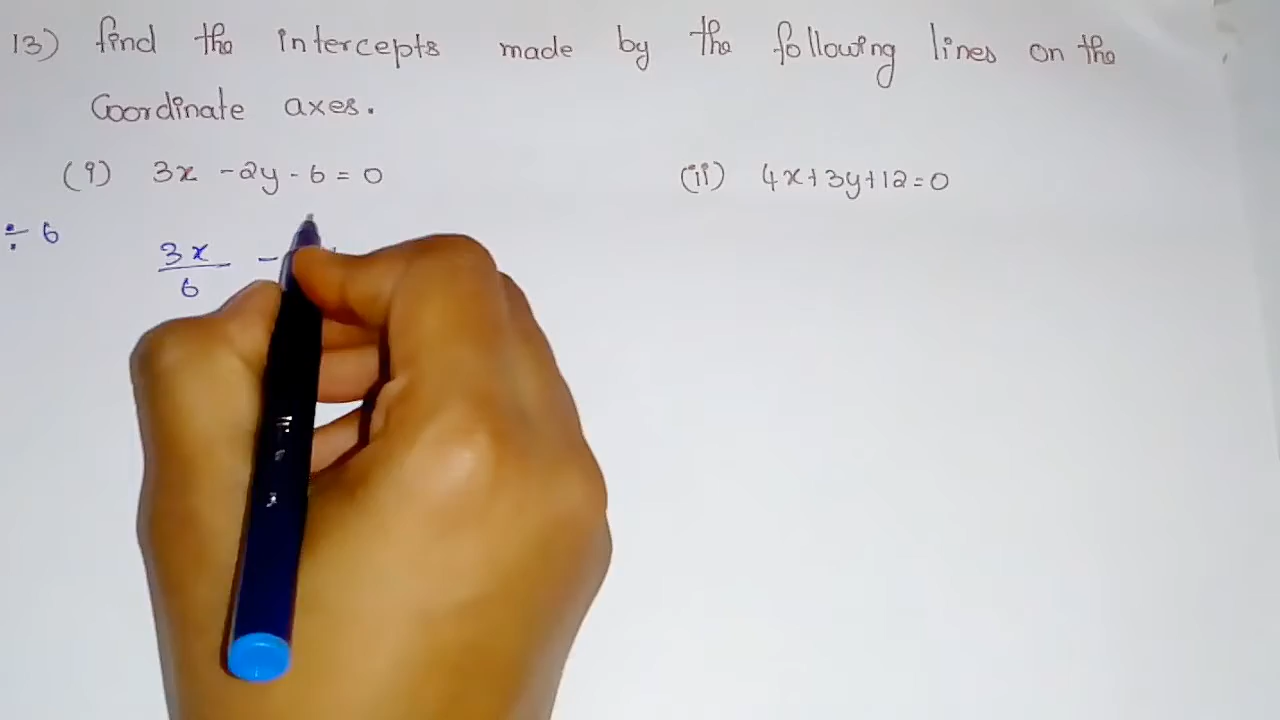 13) find the intercepts made by the following lines on the
Coordinate axes.
(i) 3x - 2y - 6 = 0
(ii) 4x + 3y + 12 = 0
÷ 6
3x/6 -